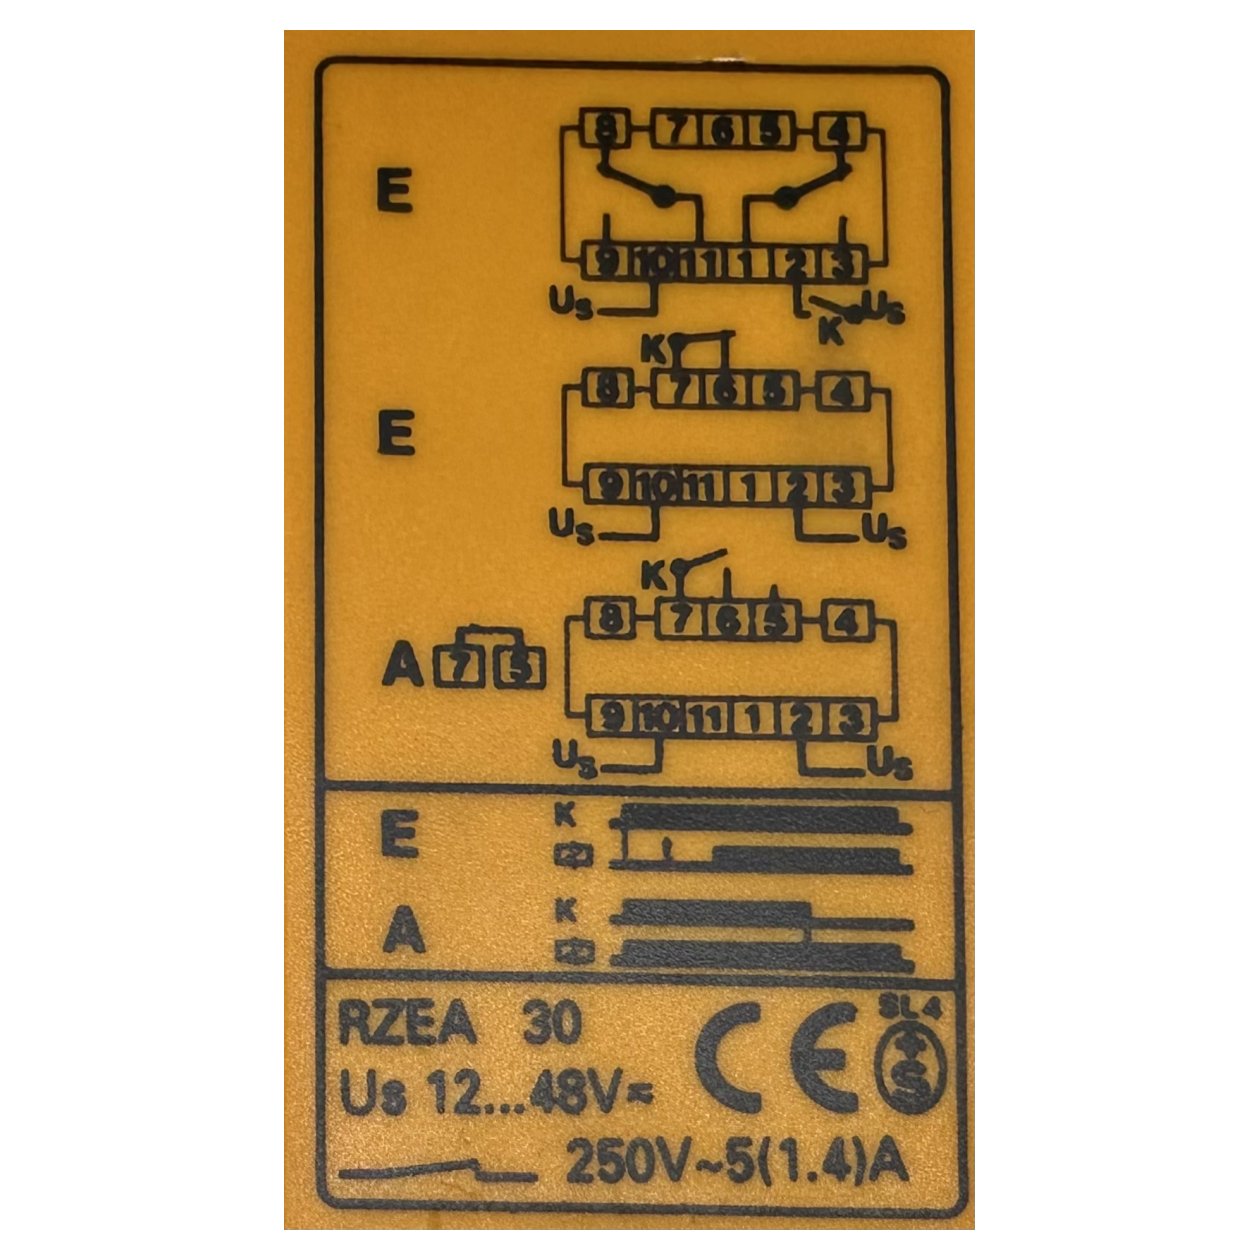 8 7 6 5 4
E
9 10 11 1 2 3
Us K Us
K
8 7 6 5 4
E
9 10 11 1 2 3
Us Us
K
8 7 6 5 4
A 7 5
9 10 11 1 2 3
Us Us
E K
A K
RZEA 30 CE SL4
Us 12...48V≂ +S
250V~5(1.4)A